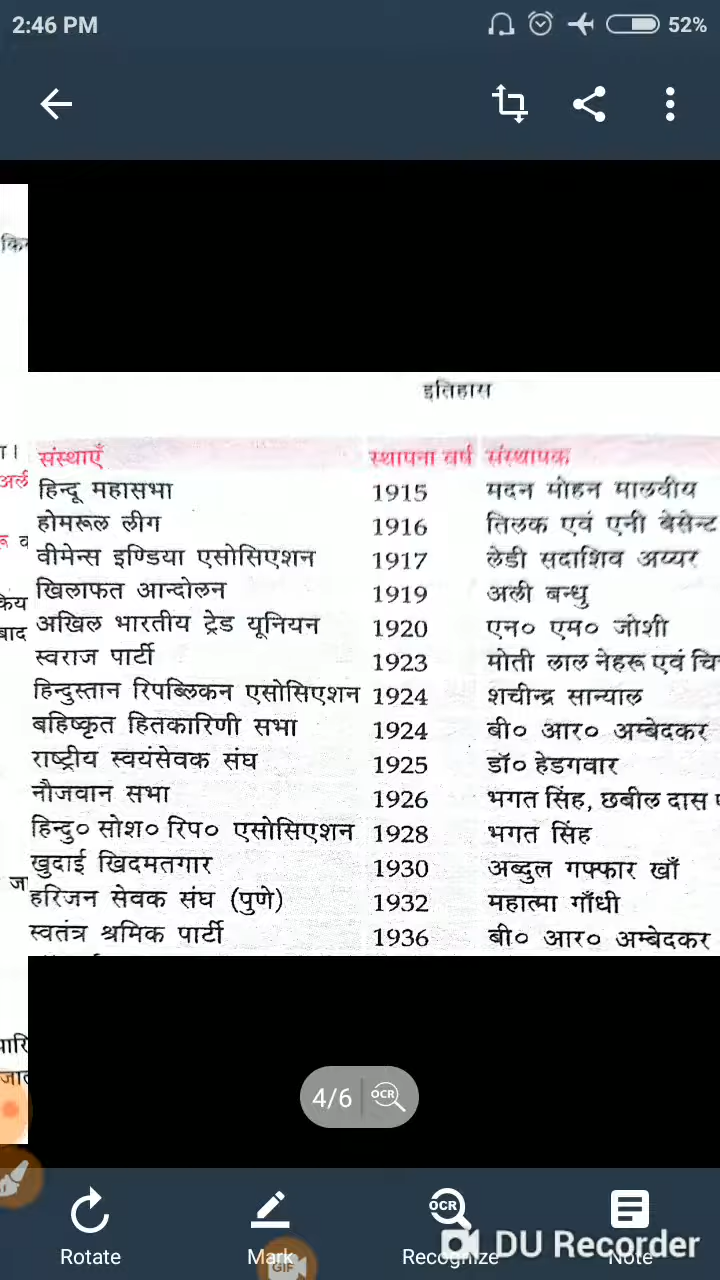 2:46 PM 52%
इतिहास
संस्थाएँ स्थापना वर्ष संस्थापक
हिन्दू महासभा 1915 मदन मोहन मालवीय
होमरूल लीग 1916 तिलक एवं एनी बेसेन्ट
वीमेन्स इण्डिया एसोसिएशन 1917 लेडी सदाशिव अय्यर
खिलाफत आन्दोलन 1919 अली बन्धु
अखिल भारतीय ट्रेड यूनियन 1920 एन० एम० जोशी
स्वराज पार्टी 1923 मोती लाल नेहरू एवं
हिन्दुस्तान रिपब्लिकन एसोसिएशन 1924 शचीन्द्र सान्याल
बहिष्कृत हितकारिणी सभा 1924 बी० आर० अम्बेदकर
राष्ट्रीय स्वयंसेवक संघ 1925 डॉ० हेडगवार
नौजवान सभा 1926 भगत सिंह, छबील दास
हिन्दु० सोश० रिप० एसोसिएशन 1928 भगत सिंह
खुदाई खिदमतगार 1930 अब्दुल गफ्फार खाँ
हरिजन सेवक संघ (पुणे) 1932 महात्मा गाँधी
स्वतंत्र श्रमिक पार्टी 1936 बी० आर० अम्बेदकर
4/6 OCR
OCR
DU Recorder
Rotate Mark Recognize Note
GIF